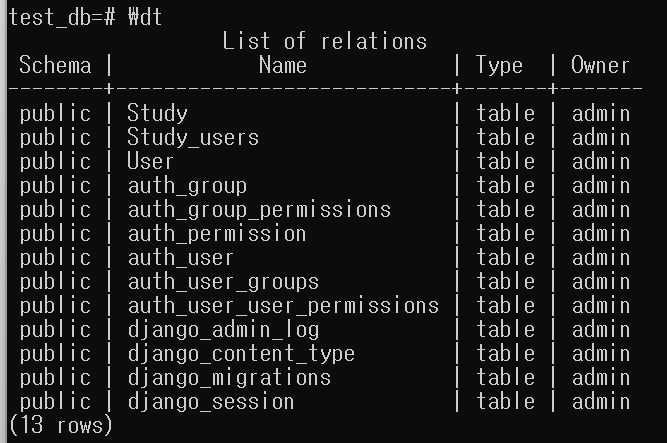 test_db=# ₩dt
List of relations
Schema | Name | Type | Owner
--------+----------------------------+-------+-------
public | Study | table | admin
public | Study_users | table | admin
public | User | table | admin
public | auth_group | table | admin
public | auth_group_permissions | table | admin
public | auth_permission | table | admin
public | auth_user | table | admin
public | auth_user_groups | table | admin
public | auth_user_user_permissions | table | admin
public | django_admin_log | table | admin
public | django_content_type | table | admin
public | django_migrations | table | admin
public | django_session | table | admin
(13 rows)